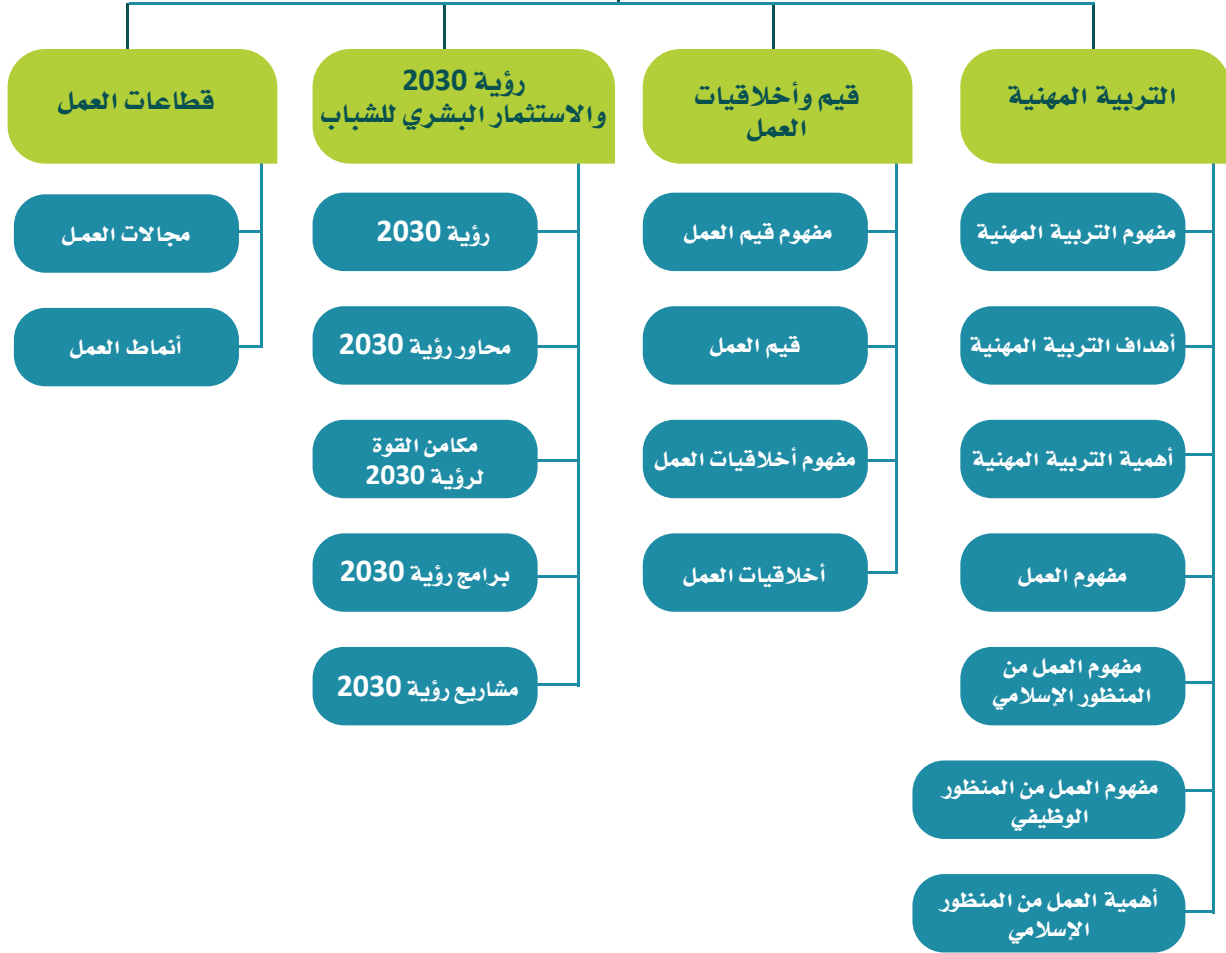 التربية المهنية
مفهوم التربية المهنية
أهداف التربية المهنية
أهمية التربية المهنية
مفهوم العمل
مفهوم العمل من
المنظور الإسلامي
مفهوم العمل من المنظور
الوظيفي
أهمية العمل من المنظور
الإسلامي
قيم وأخلاقيات
العمل
مفهوم قيم العمل
قيم العمل
مفهوم أخلاقيات العمل
أخلاقيات العمل
رؤية 2030
والاستثمار البشري للشباب
رؤية 2030
محاور رؤية 2030
مكامن القوة
لرؤية 2030
برامج رؤية 2030
مشاريع رؤية 2030
قطاعات العمل
مجالات العمل
أنماط العمل